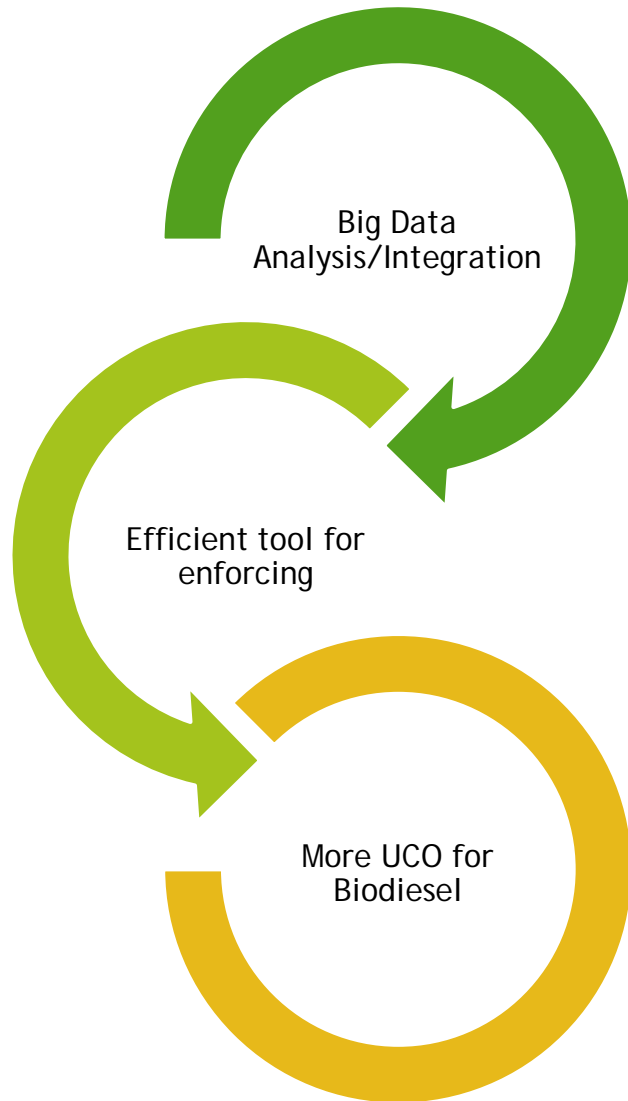 Big Data
Analysis/Integration
Efficient tool for
enforcing
More UCO for
Biodiesel